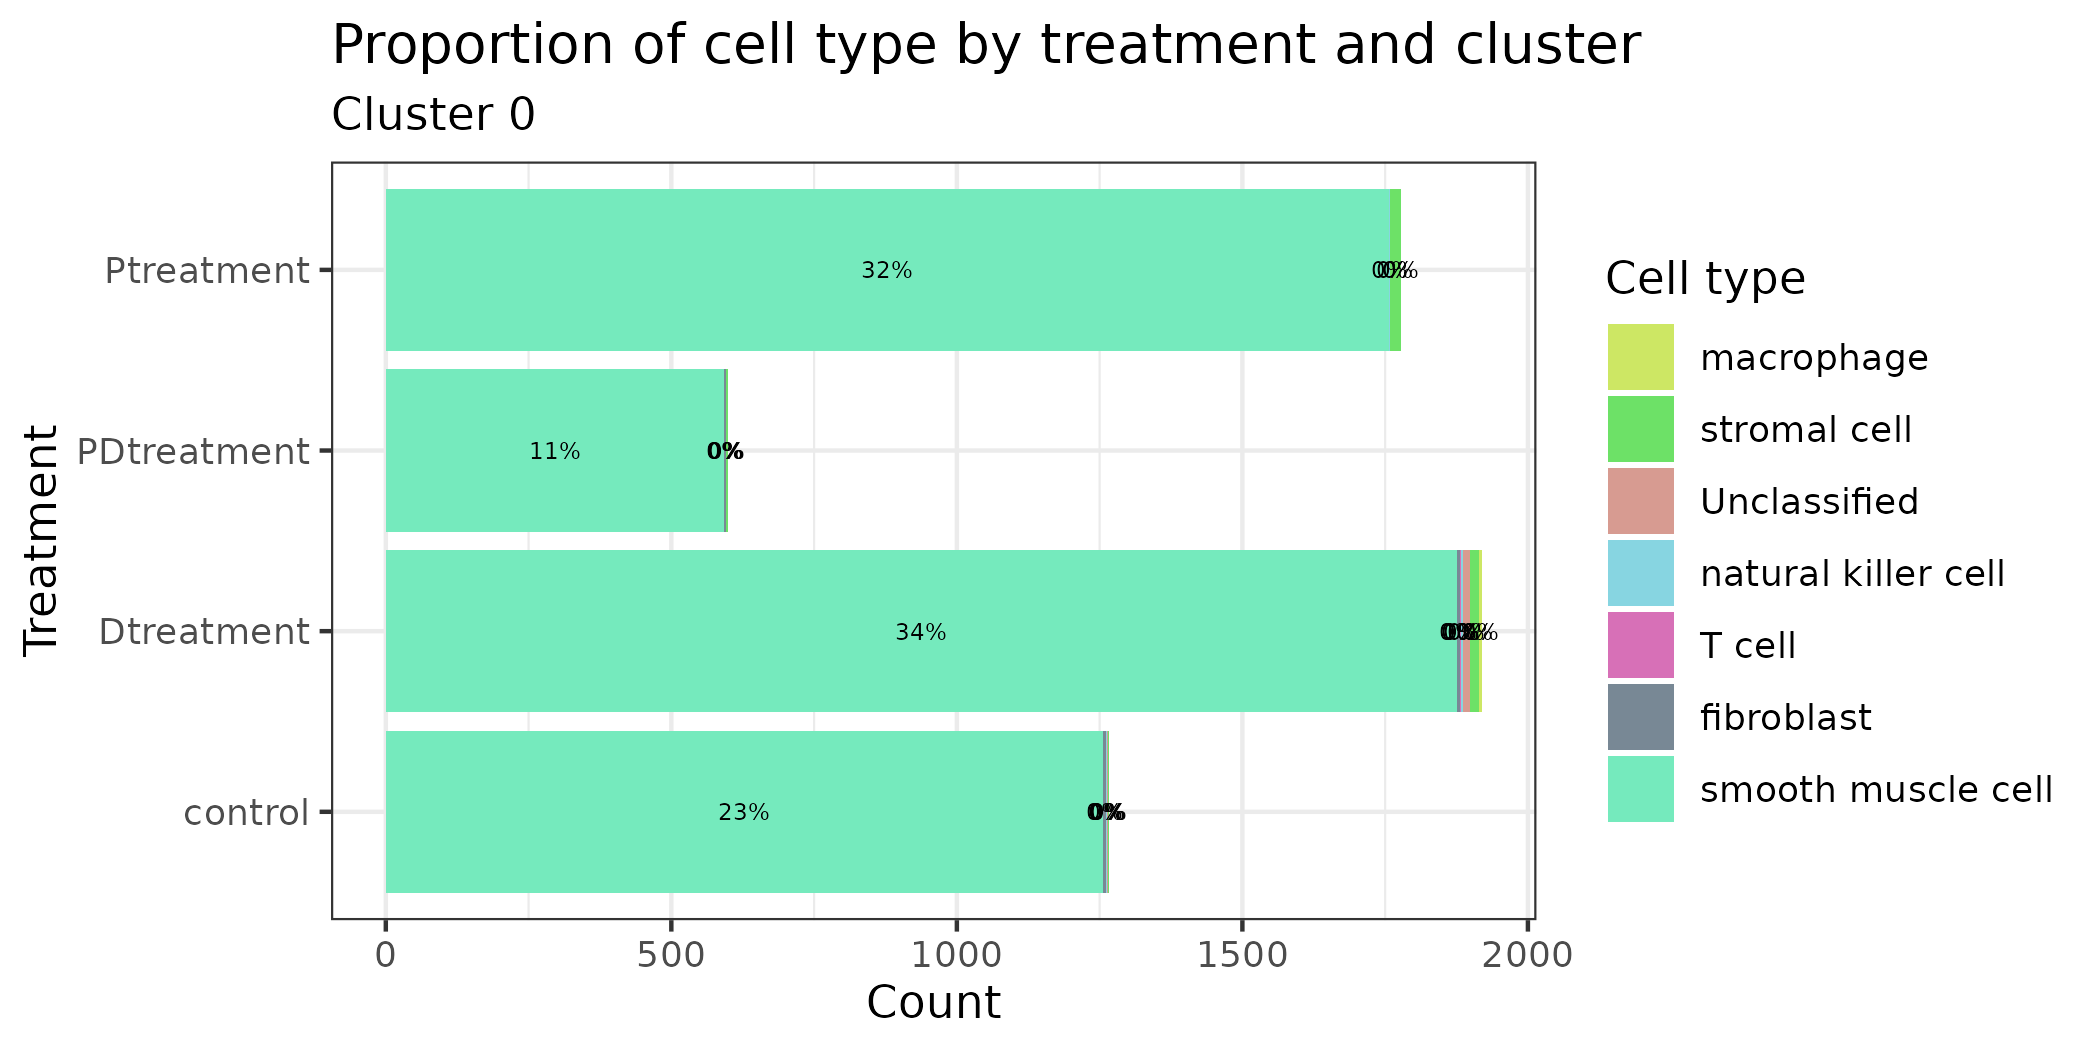 Proportion of cell type by treatment and cluster
Cluster 0
Treatment
Ptreatment
32%
PDtreatment
11%
0%
Dtreatment
34%
control
23%
0%
0
500
1000
1500
2000
Count
Cell type
macrophage
stromal cell
Unclassified
natural killer cell
T cell
fibroblast
smooth muscle cell